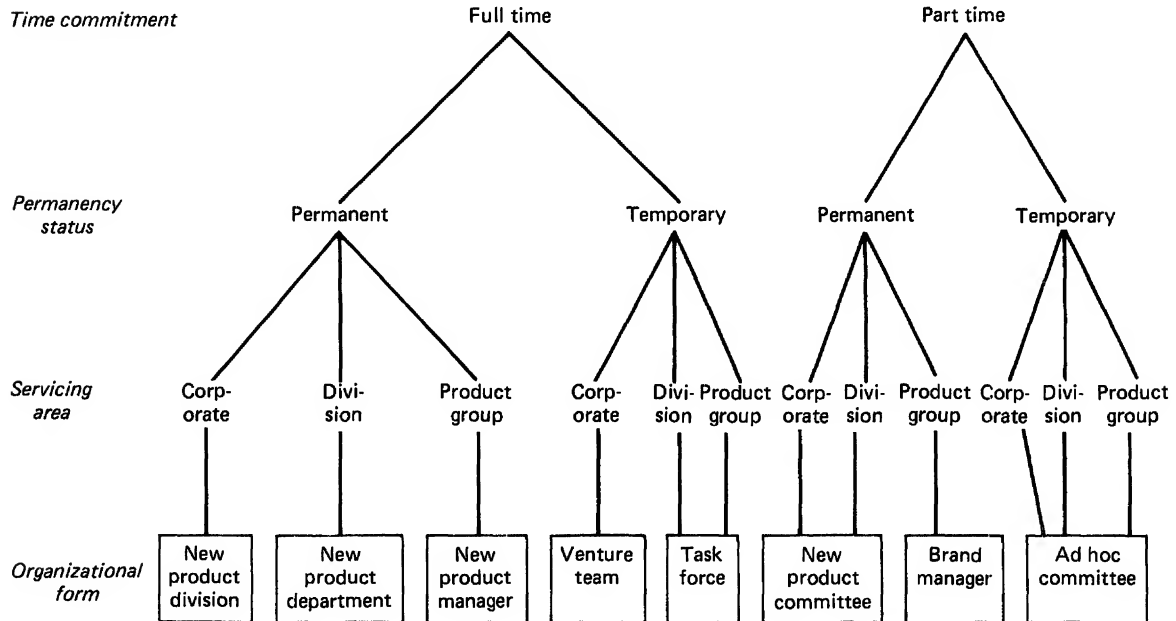 Time commitment
Full time
Part time
Permanency
status
Permanent
Temporary
Permanent
Temporary
Servicing
area
Corp-
orate
Divi-
sion
Product
group
Corp-
orate
Divi-
sion
Product
group
Corp-
orate
Divi-
sion
Product
group
Corp-
orate
Divi-
sion
Product
group
Organizational
form
New
product
division
New
product
department
New
product
manager
Venture
team
Task
force
New
product
committee
Brand
manager
Ad hoc
committee